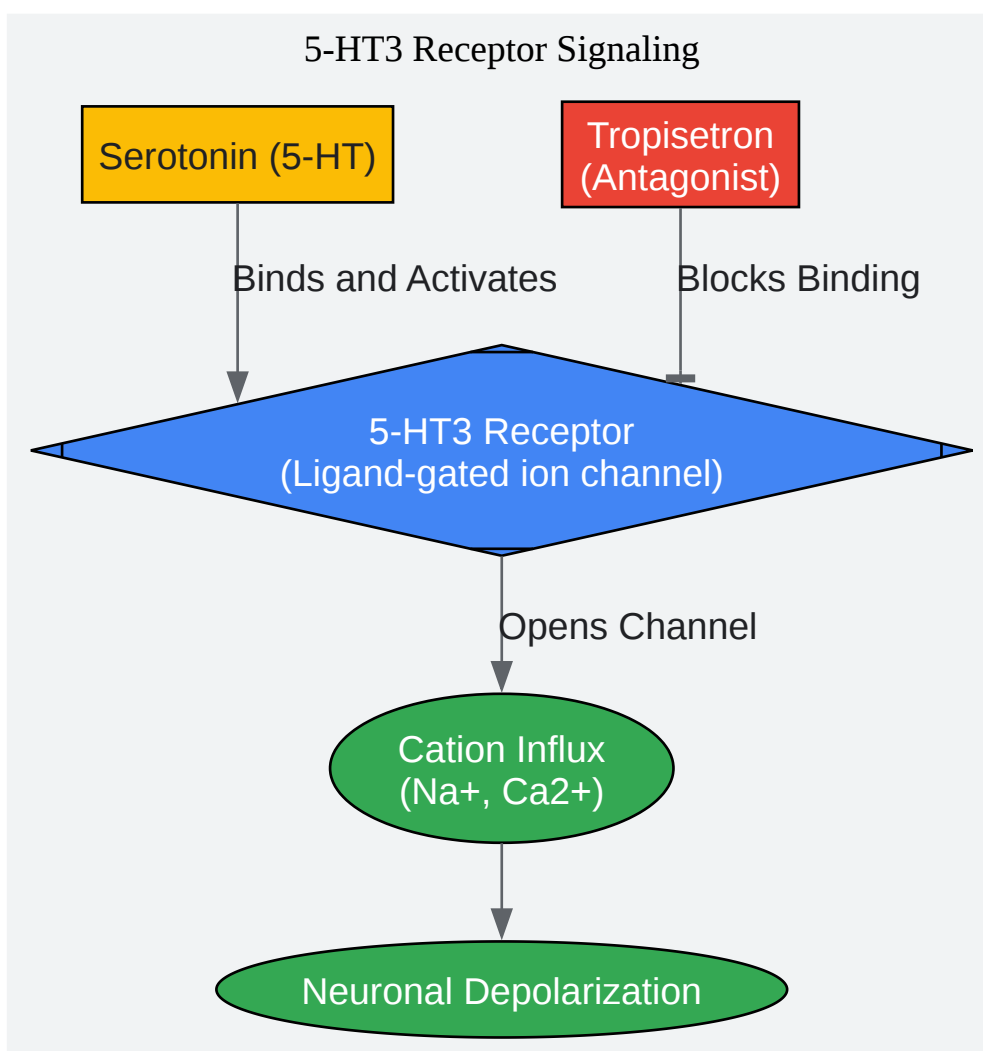 5-HT3 Receptor Signaling
Serotonin (5-HT)
Tropisetron
(Antagonist)
Binds and Activates
Blocks Binding
5-HT3 Receptor
(Ligand-gated ion channel)
Opens Channel
Cation Influx
(Na+, Ca2+)
Neuronal Depolarization